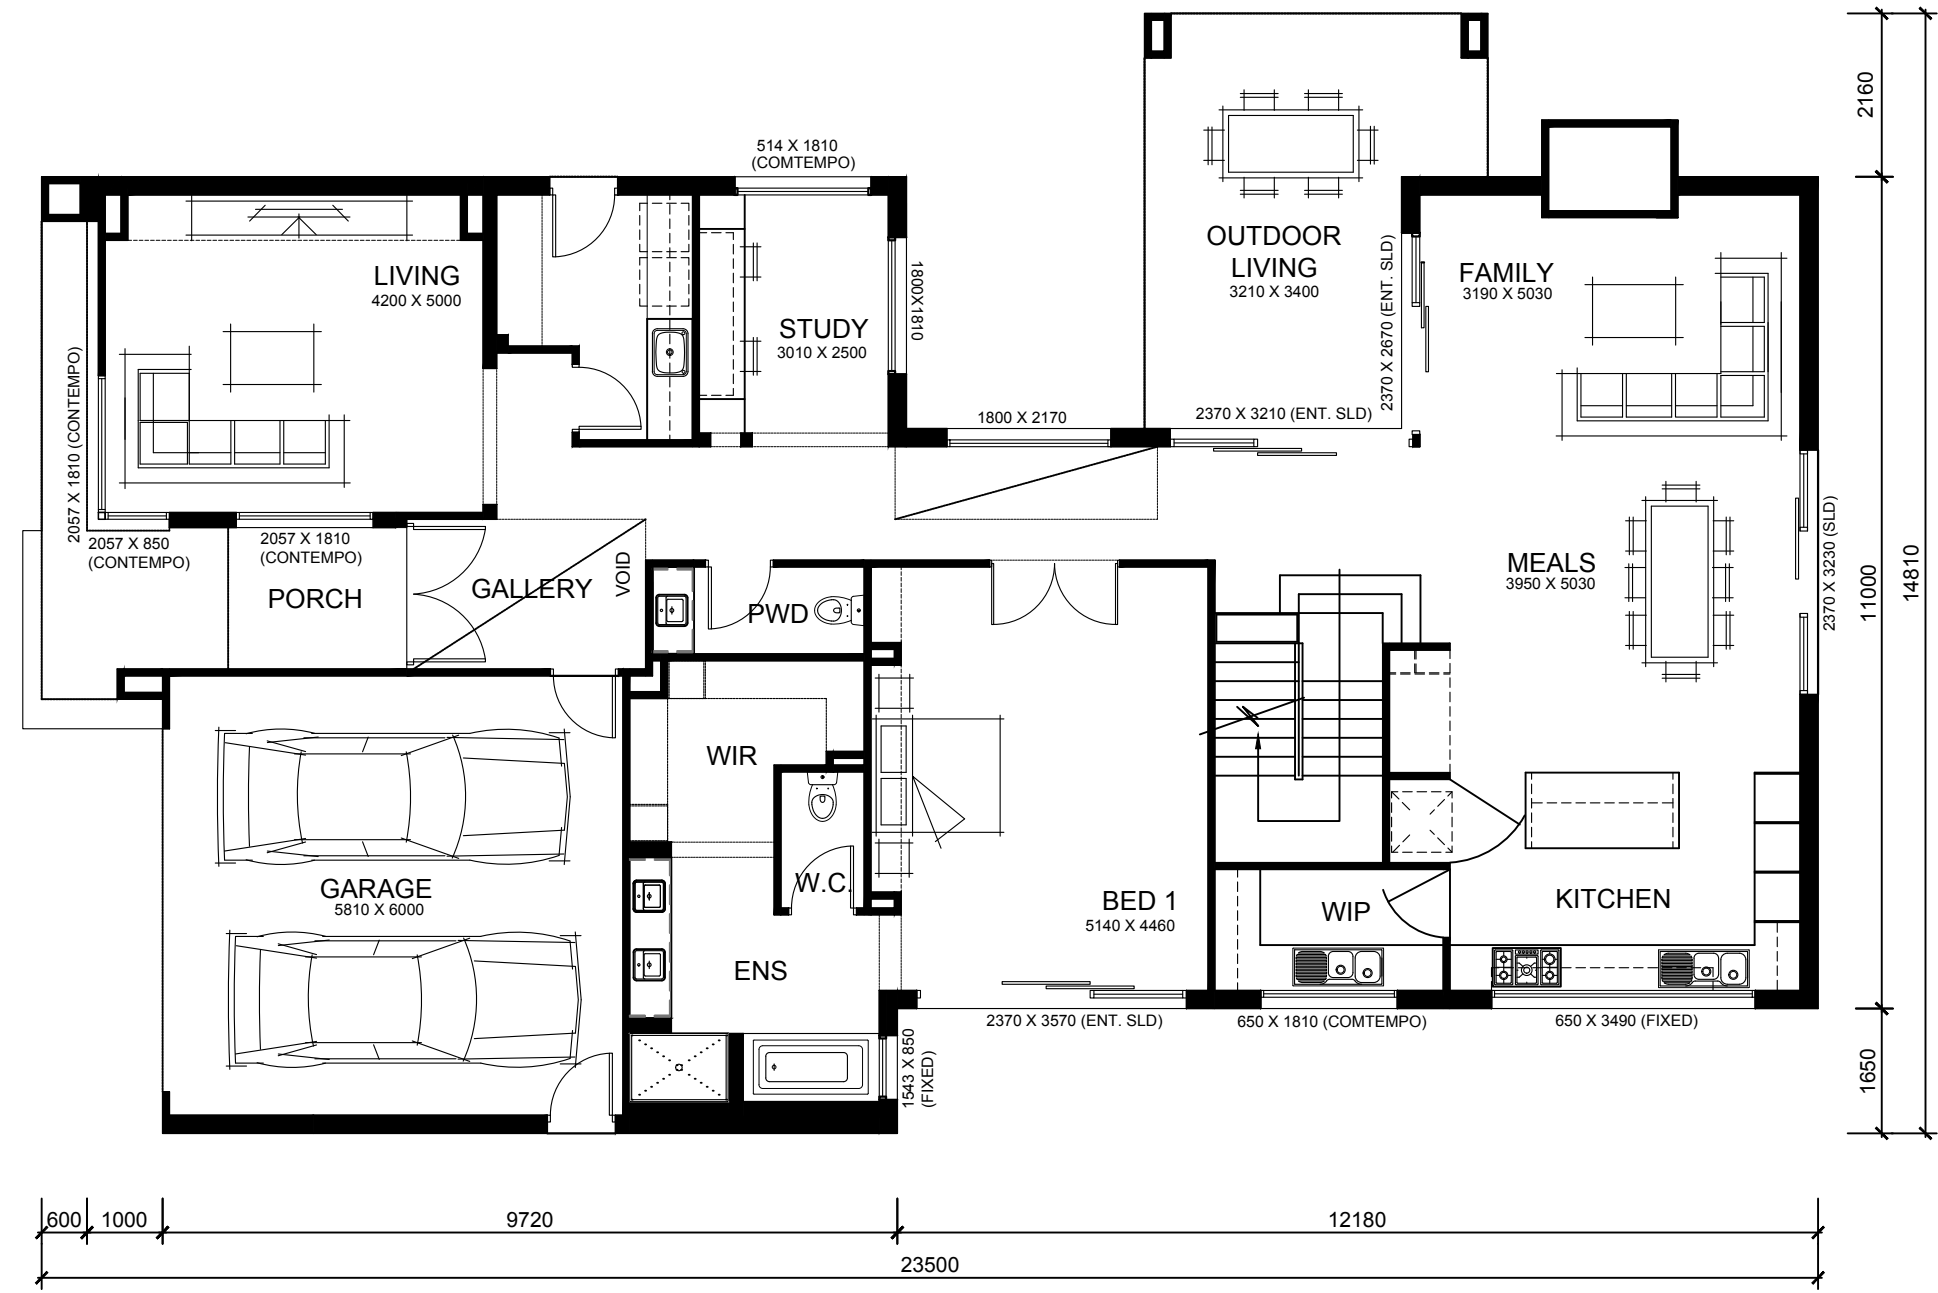 514 X 1810
(COMTEMPO)
2160
OUTDOOR
LIVING
3210 X 3400
LIVING
4200 X 5000
FAMILY
3190 X 5030
STUDY
3010 X 2500
1800X1810
2370 X 2670 (ENT. SLD)
2057 X 1810 (CONTEMPO)
1800 X 2170
2370 X 3210 (ENT. SLD)
2057 X 850
(CONTEMPO)
2057 X 1810
(CONTEMPO)
PORCH
GALLERY
VOID
PWD
MEALS
3950 X 5030
2370 X 3230 (SLD)
11000
14810
WIR
GARAGE
5810 X 6000
W.C.
BED 1
5140 X 4460
WIP
KITCHEN
ENS
2370 X 3570 (ENT. SLD)
650 X 1810 (COMTEMPO)
650 X 3490 (FIXED)
1543 X 850
(FIXED)
1650
600
1000
9720
12180
23500